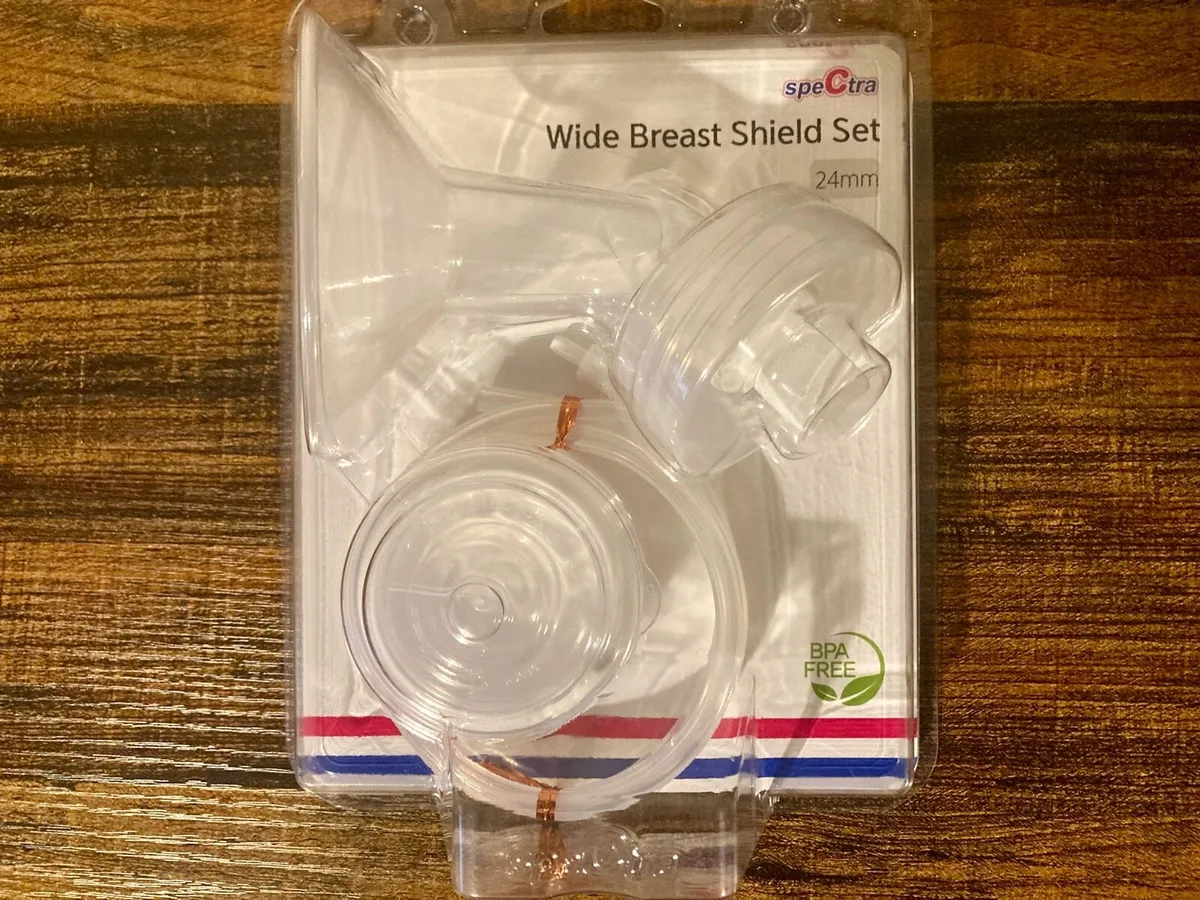 speCtra
Wide Breast Shield Set
24mm
BPA
FREE